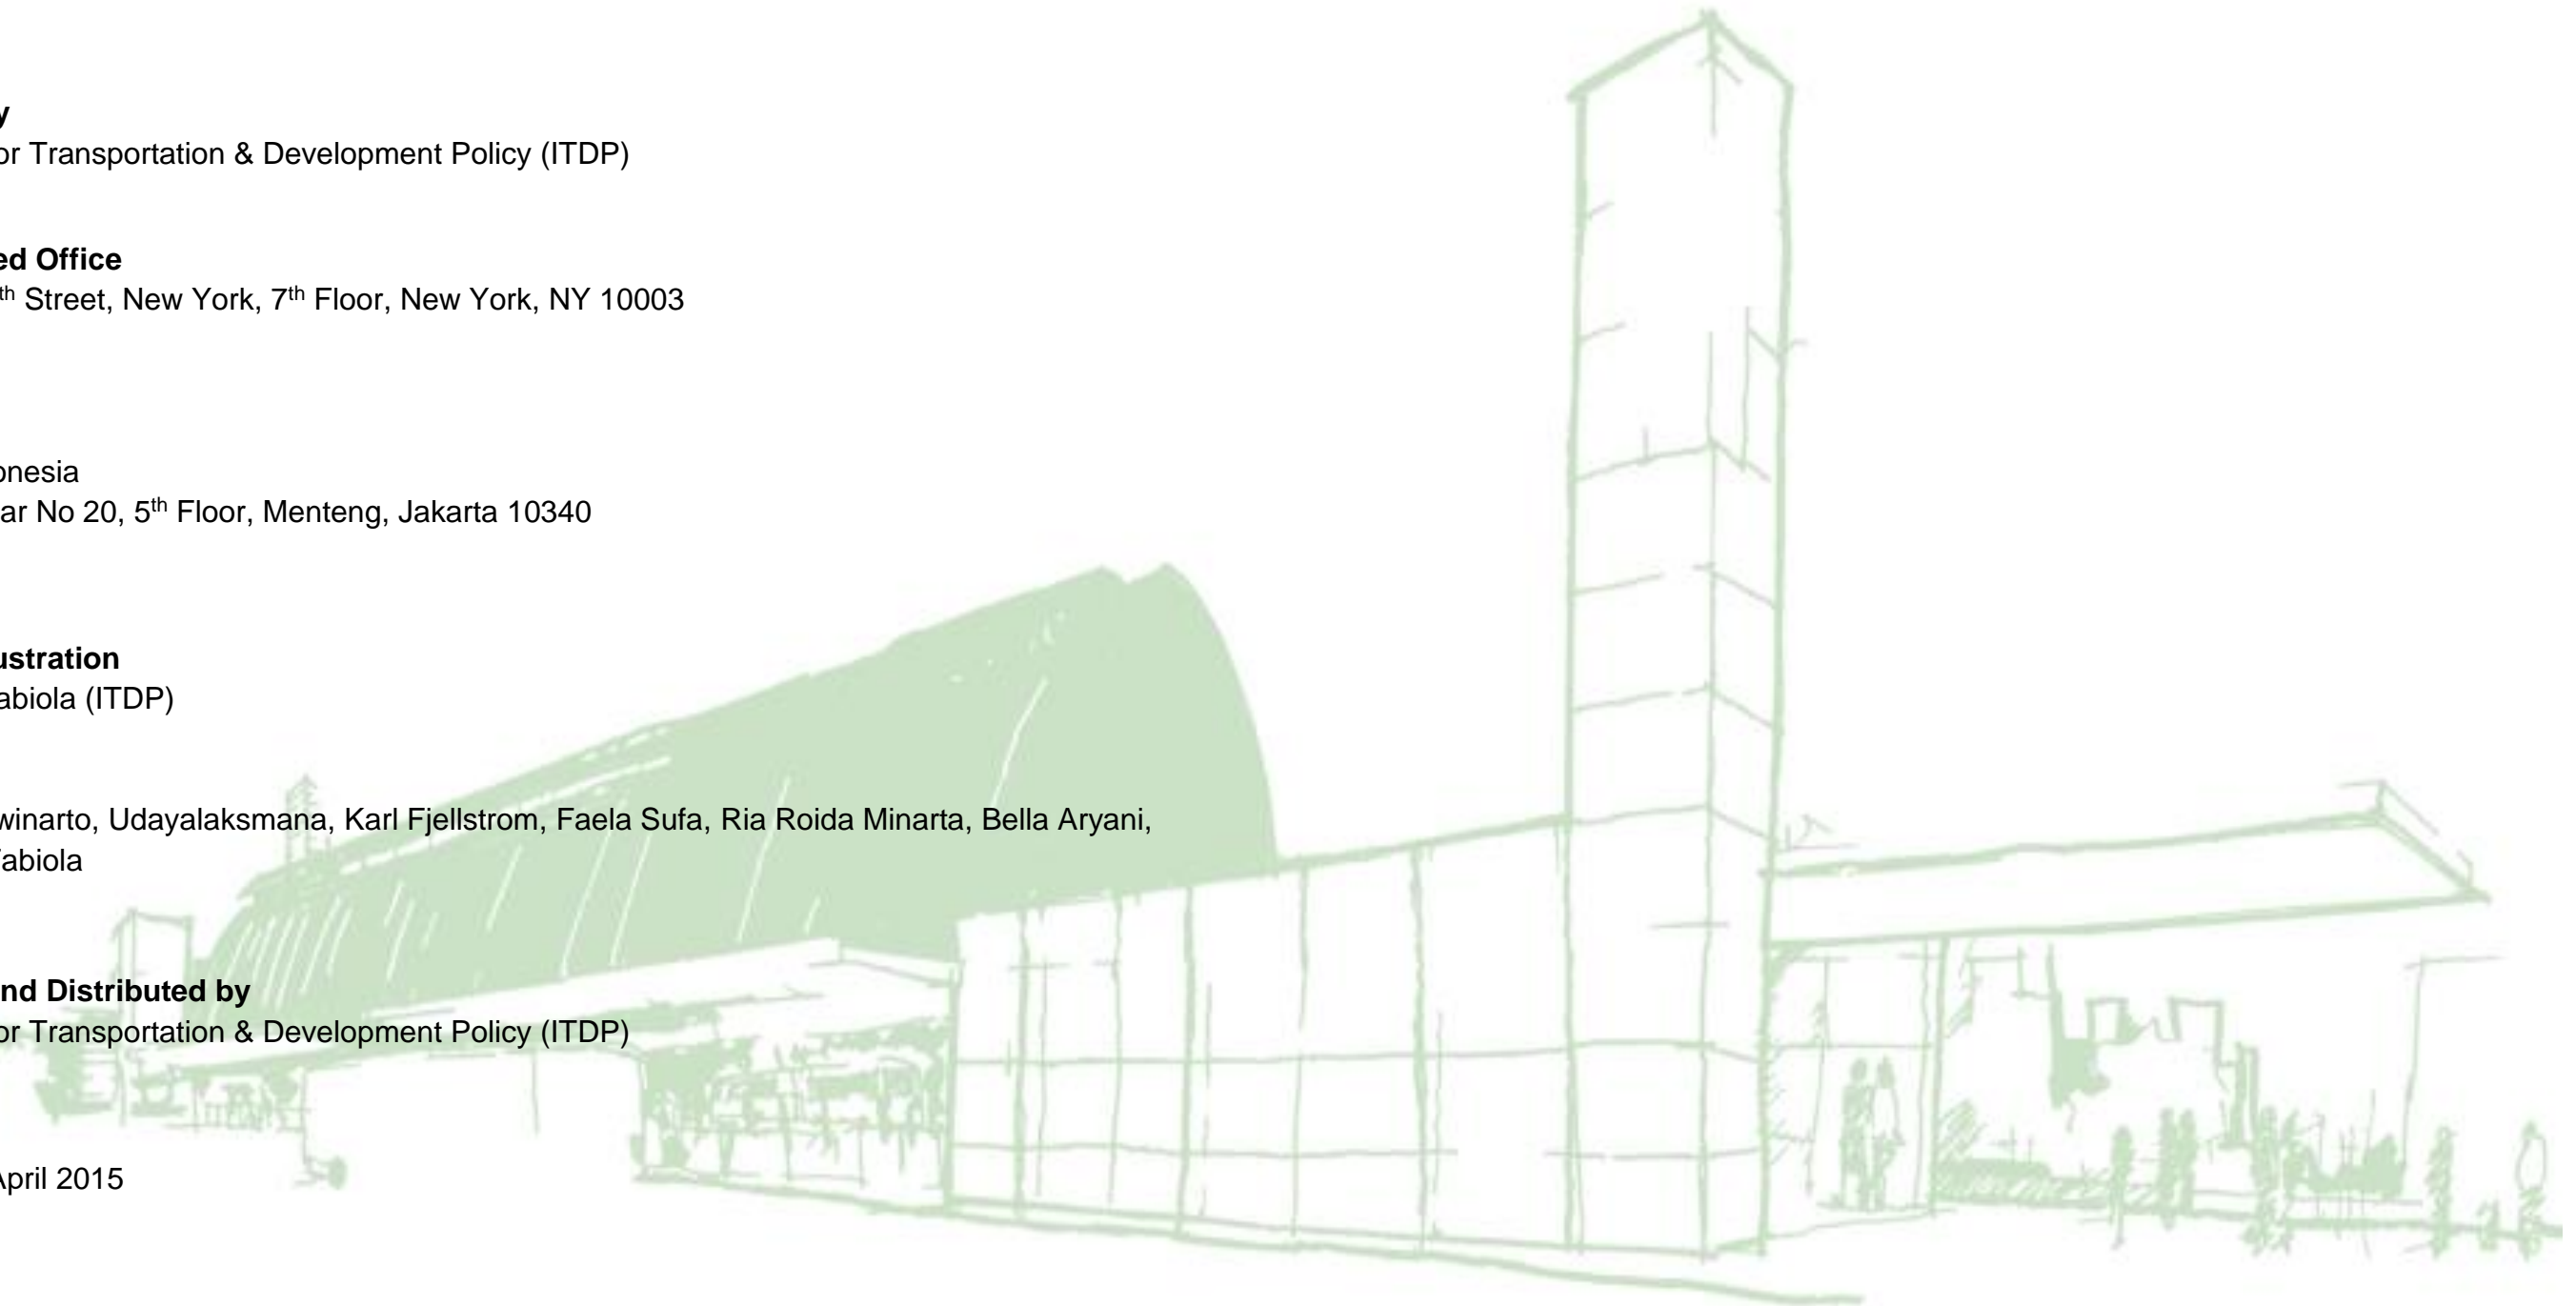 y
or Transportation & Development Policy (ITDP)
ed Office
th Street, New York, 7th Floor, New York, NY 10003
onesia
ar No 20, 5th Floor, Menteng, Jakarta 10340
ustration
abiola (ITDP)
winarto, Udayalaksmana, Karl Fjellstrom, Faela Sufa, Ria Roida Minarta, Bella Aryani,
abiola
nd Distributed by
or Transportation & Development Policy (ITDP)
April 2015